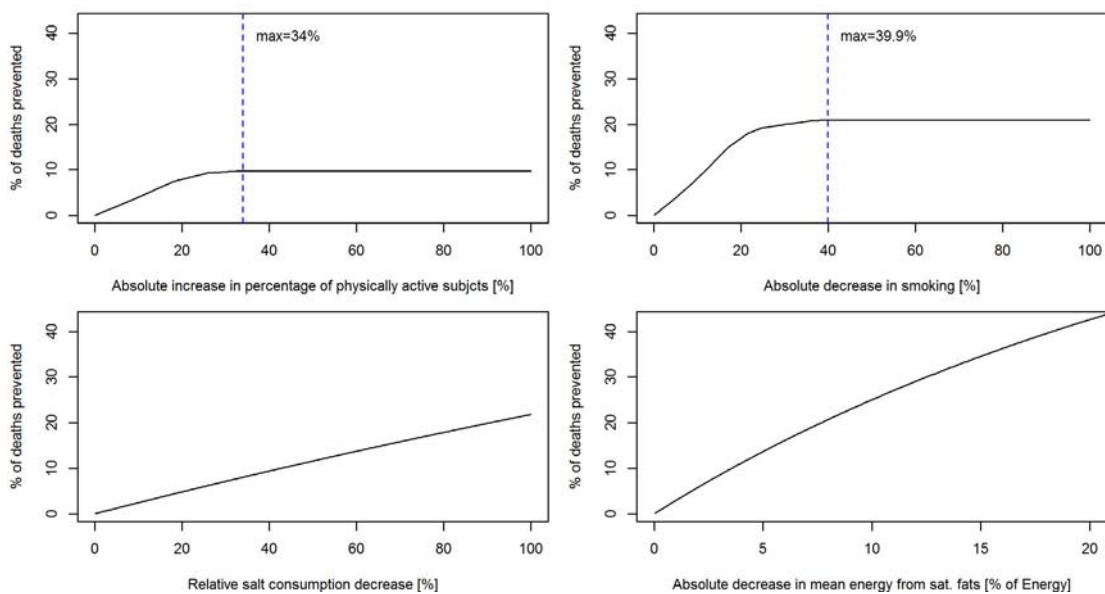 % of deaths prevented
40
30
20
10
0
max=34%
0 20 40 60 80 100
Absolute increase in percentage of physically active subjcts [%]
% of deaths prevented
40
30
20
10
0
max=39.9%
0 20 40 60 80 100
Absolute decrease in smoking [%]
% of deaths prevented
40
30
20
10
0
0 20 40 60 80 100
Relative salt consumption decrease [%]
% of deaths prevented
40
30
20
10
0
0 5 10 15 20
Absolute decrease in mean energy from sat. fats [% of Energy]